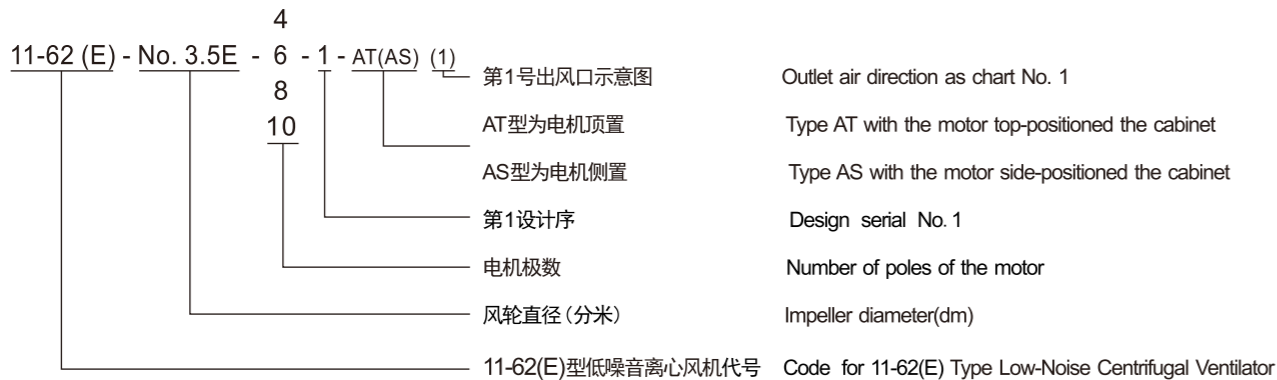 4
11-62 (E) - No. 3.5E - 6 - 1 - AT(AS) (1)
8
10
第1号出风口示意图 Outlet air direction as chart No. 1
AT型为电机顶置 Type AT with the motor top-positioned the cabinet
AS型为电机侧置 Type AS with the motor side-positioned the cabinet
第1设计序 Design serial No. 1
电机极数 Number of poles of the motor
风轮直径(分米) Impeller diameter(dm)
11-62(E)型低噪音离心风机代号 Code for 11-62(E) Type Low-Noise Centrifugal Ventilator